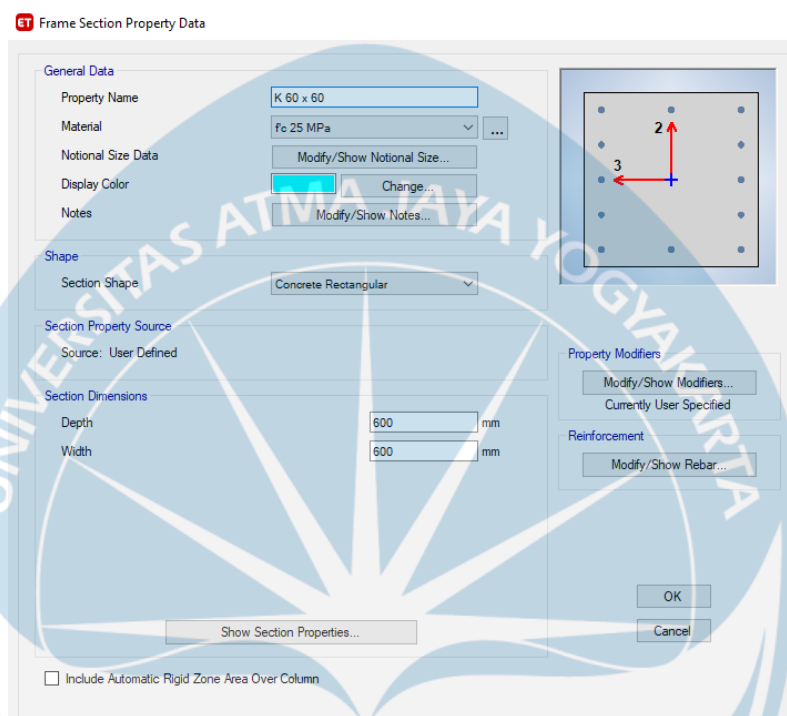 ET Frame Section Property Data
General Data
Property Name K 60 x 60
Material f'c 25 MPa ...
Notional Size Data Modify/Show Notional Size...
Display Color Change...
Notes Modify/Show Notes...
Shape
Section Shape Concrete Rectangular
Section Property Source
Source: User Defined
Section Dimensions
Depth 600 mm
Width 600 mm
Show Section Properties...
Include Automatic Rigid Zone Area Over Column
2
3
Property Modifiers
Modify/Show Modifiers...
Currently User Specified
Reinforcement
Modify/Show Rebar...
OK
Cancel
UNIVERSITAS ATMA JAYA YOGYAKARTA